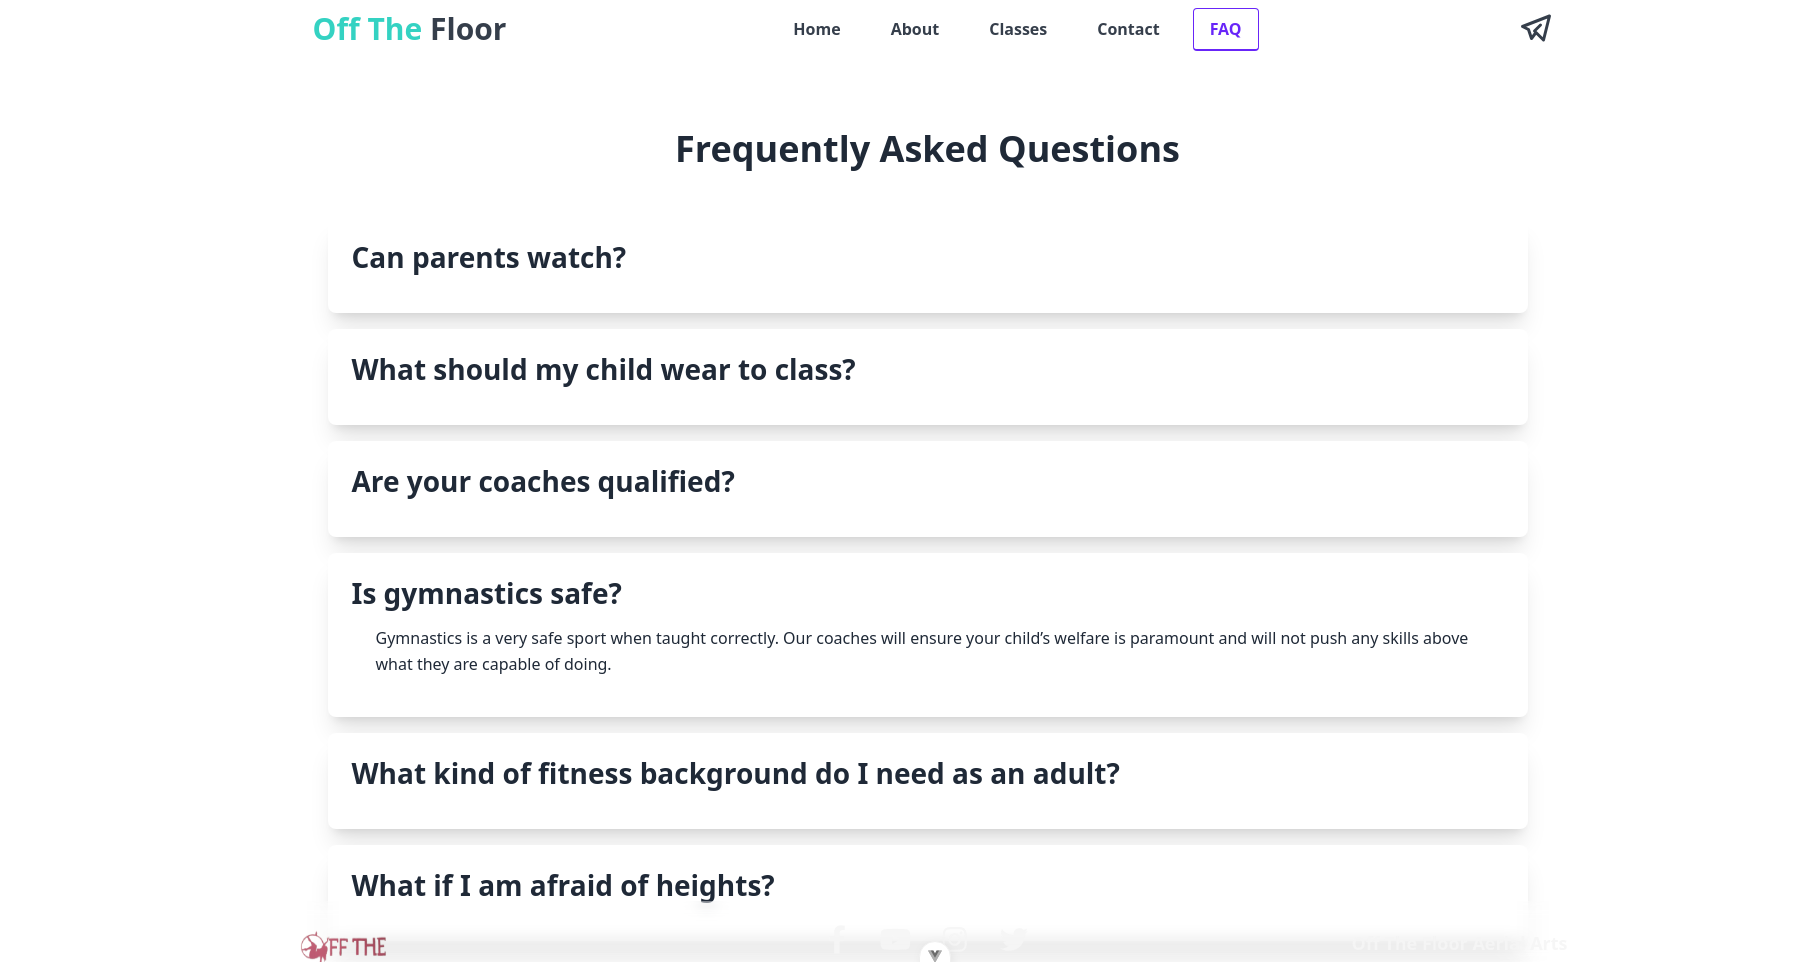 Off The Floor
Home
About
Classes
Contact
FAQ
Frequently Asked Questions
Can parents watch?
What should my child wear to class?
Are your coaches qualified?
Is gymnastics safe?
Gymnastics is a very safe sport when taught correctly. Our coaches will ensure your child’s welfare is paramount and will not push any skills above
what they are capable of doing.
What kind of fitness background do I need as an adult?
What if I am afraid of heights?
OFF THE
Off The Floor Aerial Arts